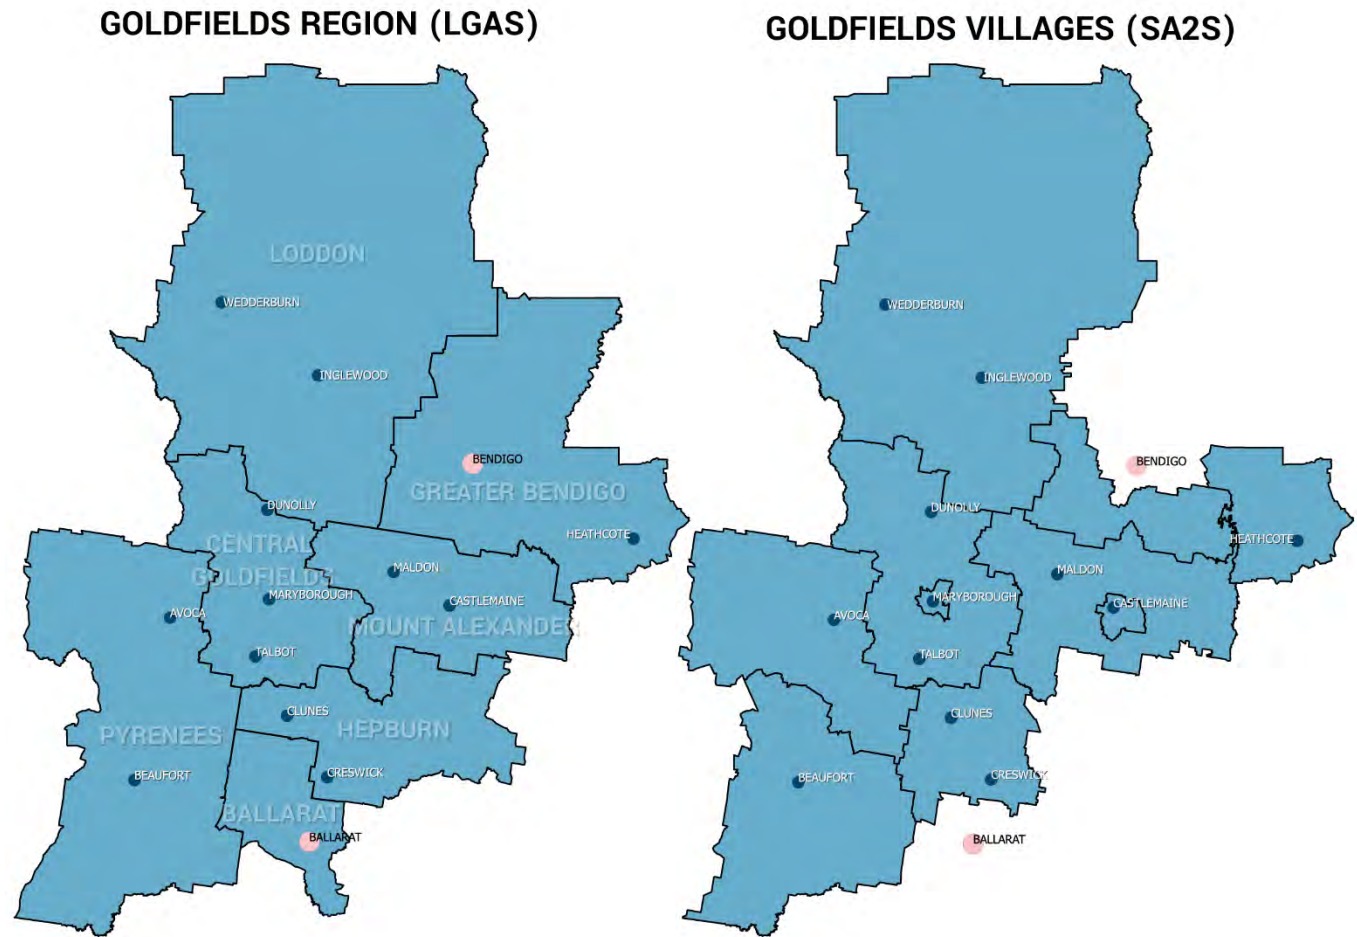 GOLDFIELDS REGION (LGAS)
LODDON
WEDDERBURN
INGLEWOOD
BENDIGO
GREATER BENDIGO
DUNOLLY
HEATHCOTE
CENTRAL
GOLDFIELDS
MALDON
MARYBOROUGH
CASTLEMAINE
AVOCA
MOUNT ALEXANDER
TALBOT
CLUNES
HEPBURN
PYRENEES
BEAUFORT
CRESWICK
BALLARAT
BALLARAT
GOLDFIELDS VILLAGES (SA2S)
WEDDERBURN
INGLEWOOD
BENDIGO
DUNOLLY
HEATHCOTE
MALDON
MARYBOROUGH
CASTLEMAINE
AVOCA
TALBOT
CLUNES
BEAUFORT
CRESWICK
BALLARAT